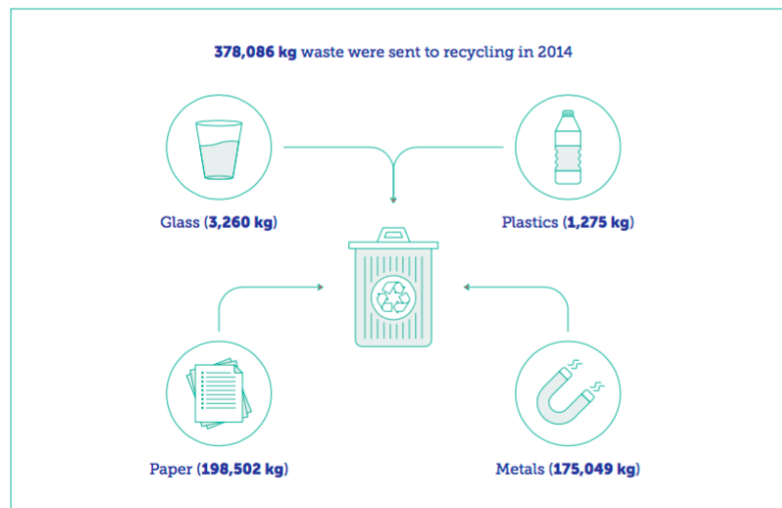 378,086 kg waste were sent to recycling in 2014
Glass (3,260 kg)
Plastics (1,275 kg)
Paper (198,502 kg)
Metals (175,049 kg)